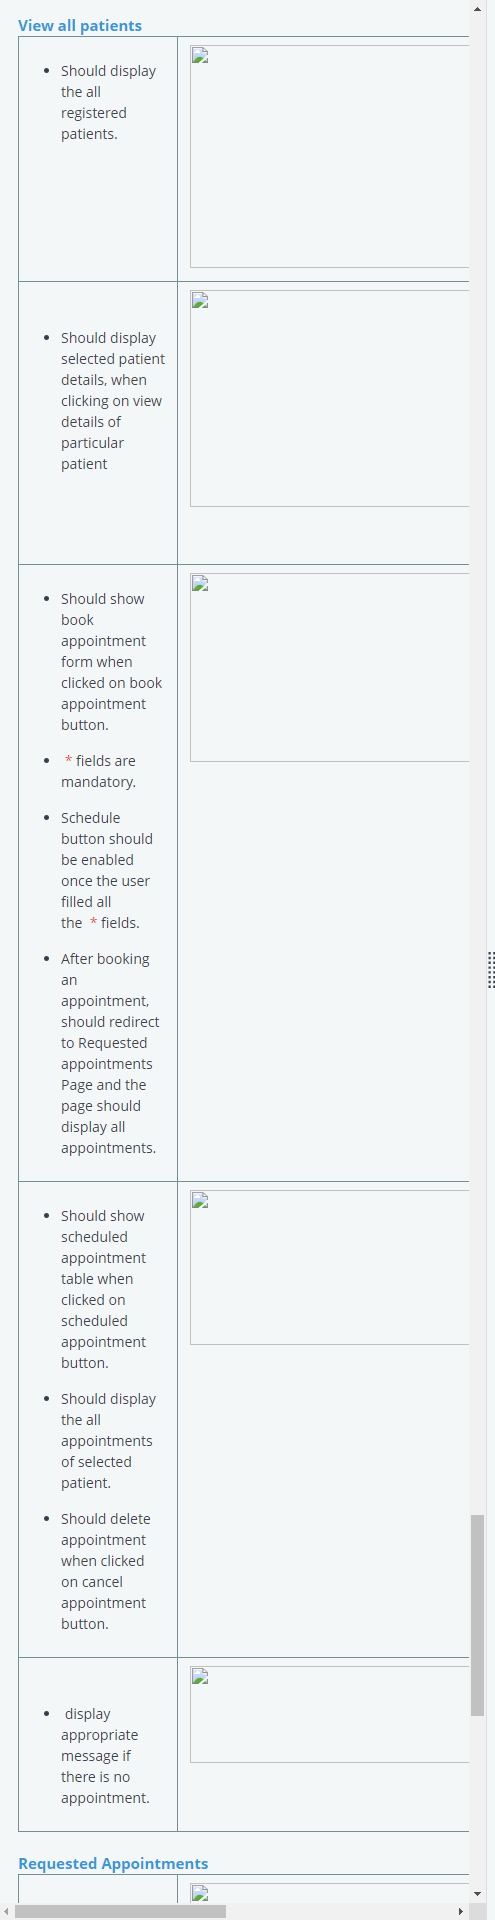 View all patients
Should display
the all
registered
patients.
Should display
selected patient
details, when
clicking on view
details of
particular
patient
Should show
book
appointment
form when
clicked on book
appointment
button.
* fields are
mandatory.
Schedule
button should
be enabled
once the user
filled all
the * fields.
After booking
an
appointment,
should redirect
to Requested
appointments
Page and the
page should
display all
appointments.
Should show
scheduled
appointment
table when
clicked on
scheduled
appointment
button.
Should display
the all
appointments
of selected
patient.
Should delete
appointment
when clicked
on cancel
appointment
button.
display
appropriate
message if
there is no
appointment.
Requested Appointments